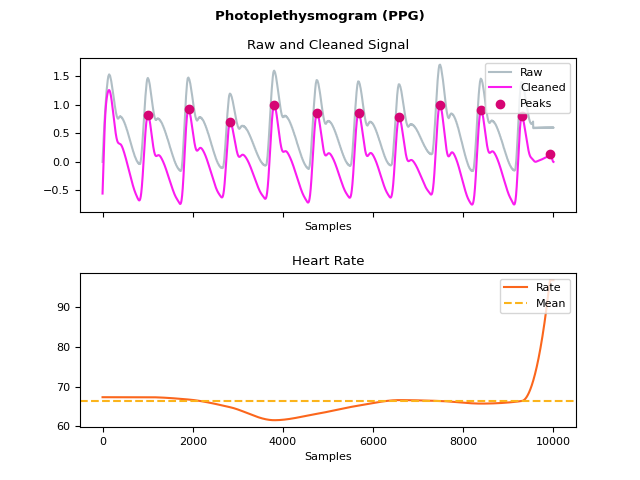 Photoplethysmogram (PPG)
Raw and Cleaned Signal
1.5
1.0
0.5
0.0
−0.5
Raw
Cleaned
Peaks
Samples
Heart Rate
90
80
70
60
Rate
Mean
0 2000 4000 6000 8000 10000
Samples